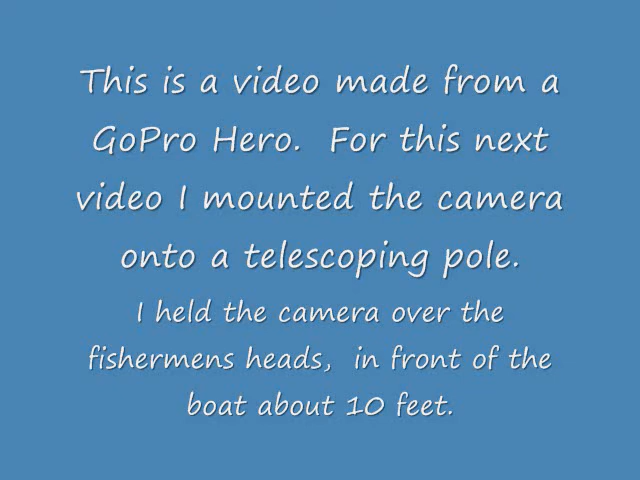 This is a video made from a
GoPro Hero.  For this next
video I mounted the camera
onto a telescoping pole.
I held the camera over the
fishermens heads,  in front of the
boat about 10 feet.